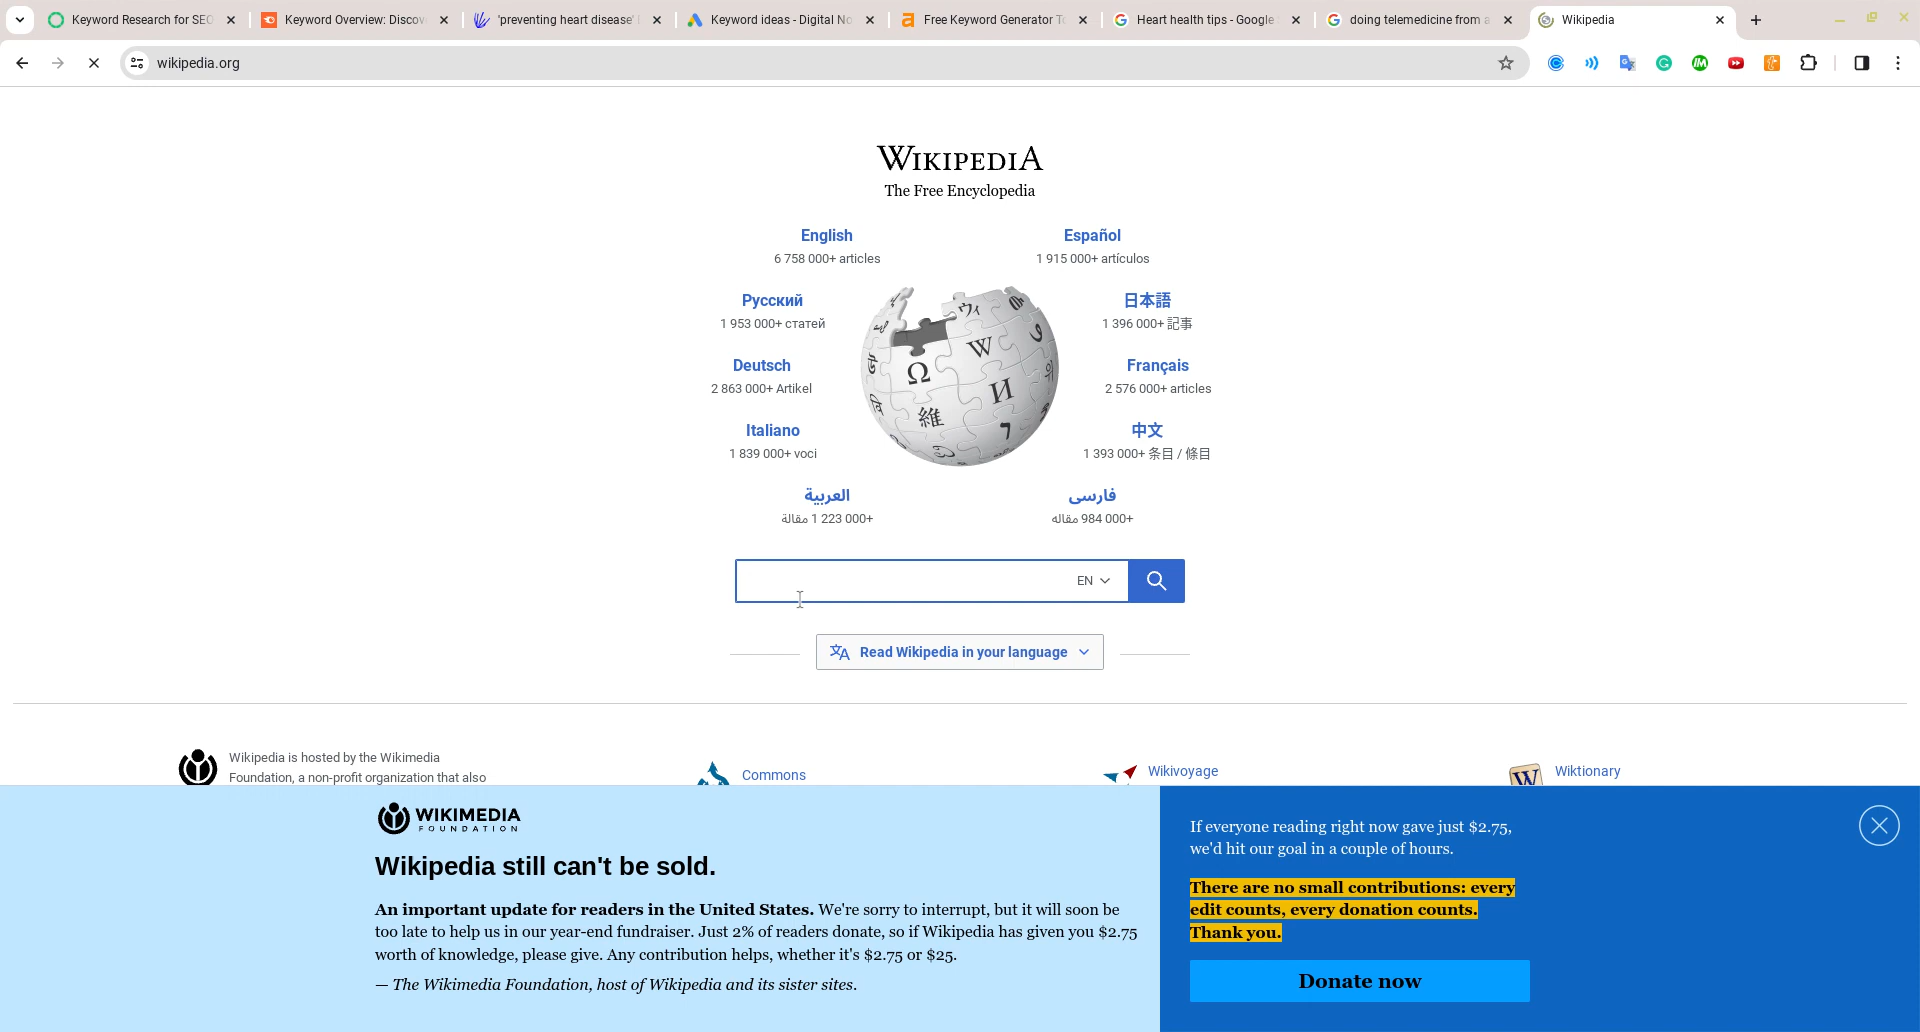 Keyword Research for SEO
Keyword Overview: Discov
'preventing heart disease'
Keyword ideas - Digital No
Free Keyword Generator T
Heart health tips - Google
doing telemedicine from a
Wikipedia
wikipedia.org
WIKIPEDIA
The Free Encyclopedia
English
6 758 000+ articles
Español
1 915 000+ artículos
Русский
1 953 000+ статей
日本語
1 396 000+ 記事
Deutsch
2 863 000+ Artikel
Français
2 576 000+ articles
Italiano
1 839 000+ voci
中文
1 393 000+ 条目 / 條目
العربية
1 223 000+ مقالة
فارسی
984 000+ مقاله
EN
Read Wikipedia in your language
Wikipedia is hosted by the Wikimedia
Foundation, a non-profit organization that also
Commons
Wikivoyage
Wiktionary
WIKIMEDIA
FOUNDATION
Wikipedia still can't be sold.
An important update for readers in the United States. We're sorry to interrupt, but it will soon be
too late to help us in our year-end fundraiser. Just 2% of readers donate, so if Wikipedia has given you $2.75
worth of knowledge, please give. Any contribution helps, whether it's $2.75 or $25.
— The Wikimedia Foundation, host of Wikipedia and its sister sites.
If everyone reading right now gave just $2.75,
we'd hit our goal in a couple of hours.
There are no small contributions: every
edit counts, every donation counts.
Thank you.
Donate now